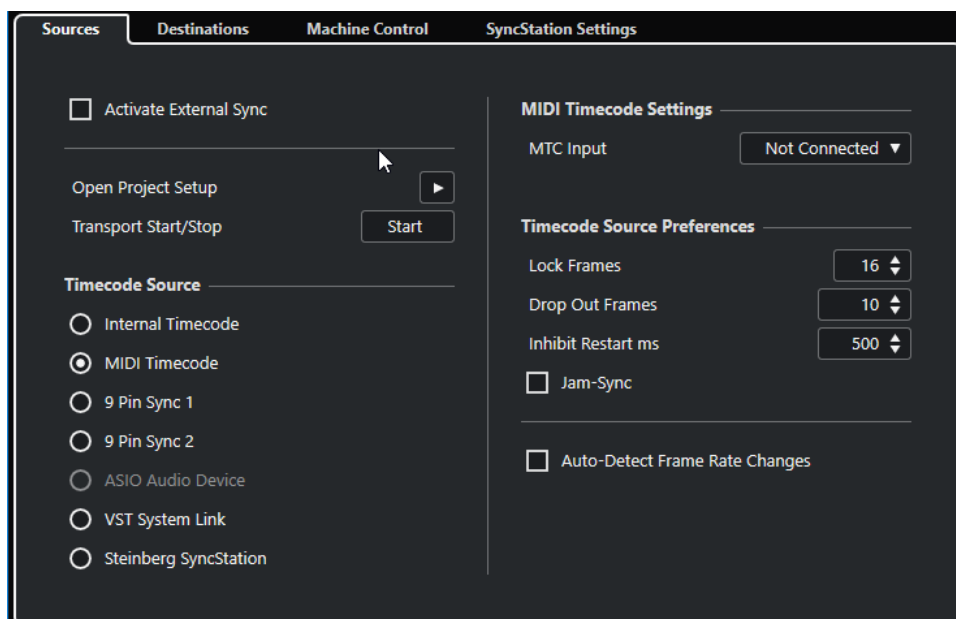 Sources Destinations Machine Control SyncStation Settings
Activate External Sync
Open Project Setup
Transport Start/Stop Start
Timecode Source
Internal Timecode
MIDI Timecode
9 Pin Sync 1
9 Pin Sync 2
ASIO Audio Device
VST System Link
Steinberg SyncStation
MIDI Timecode Settings
MTC Input Not Connected
Timecode Source Preferences
Lock Frames 16
Drop Out Frames 10
Inhibit Restart ms 500
Jam-Sync
Auto-Detect Frame Rate Changes